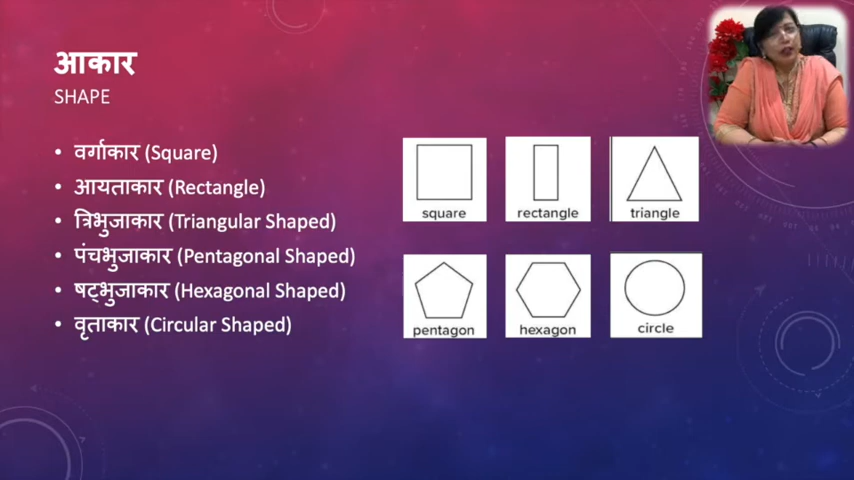 आकार
SHAPE
• वर्गाकार (Square)
• आयताकार (Rectangle)
• त्रिभुजाकार (Triangular Shaped)
• पंचभुजाकार (Pentagonal Shaped)
• षट्भुजाकार (Hexagonal Shaped)
• वृताकार (Circular Shaped)
square rectangle triangle
pentagon hexagon circle